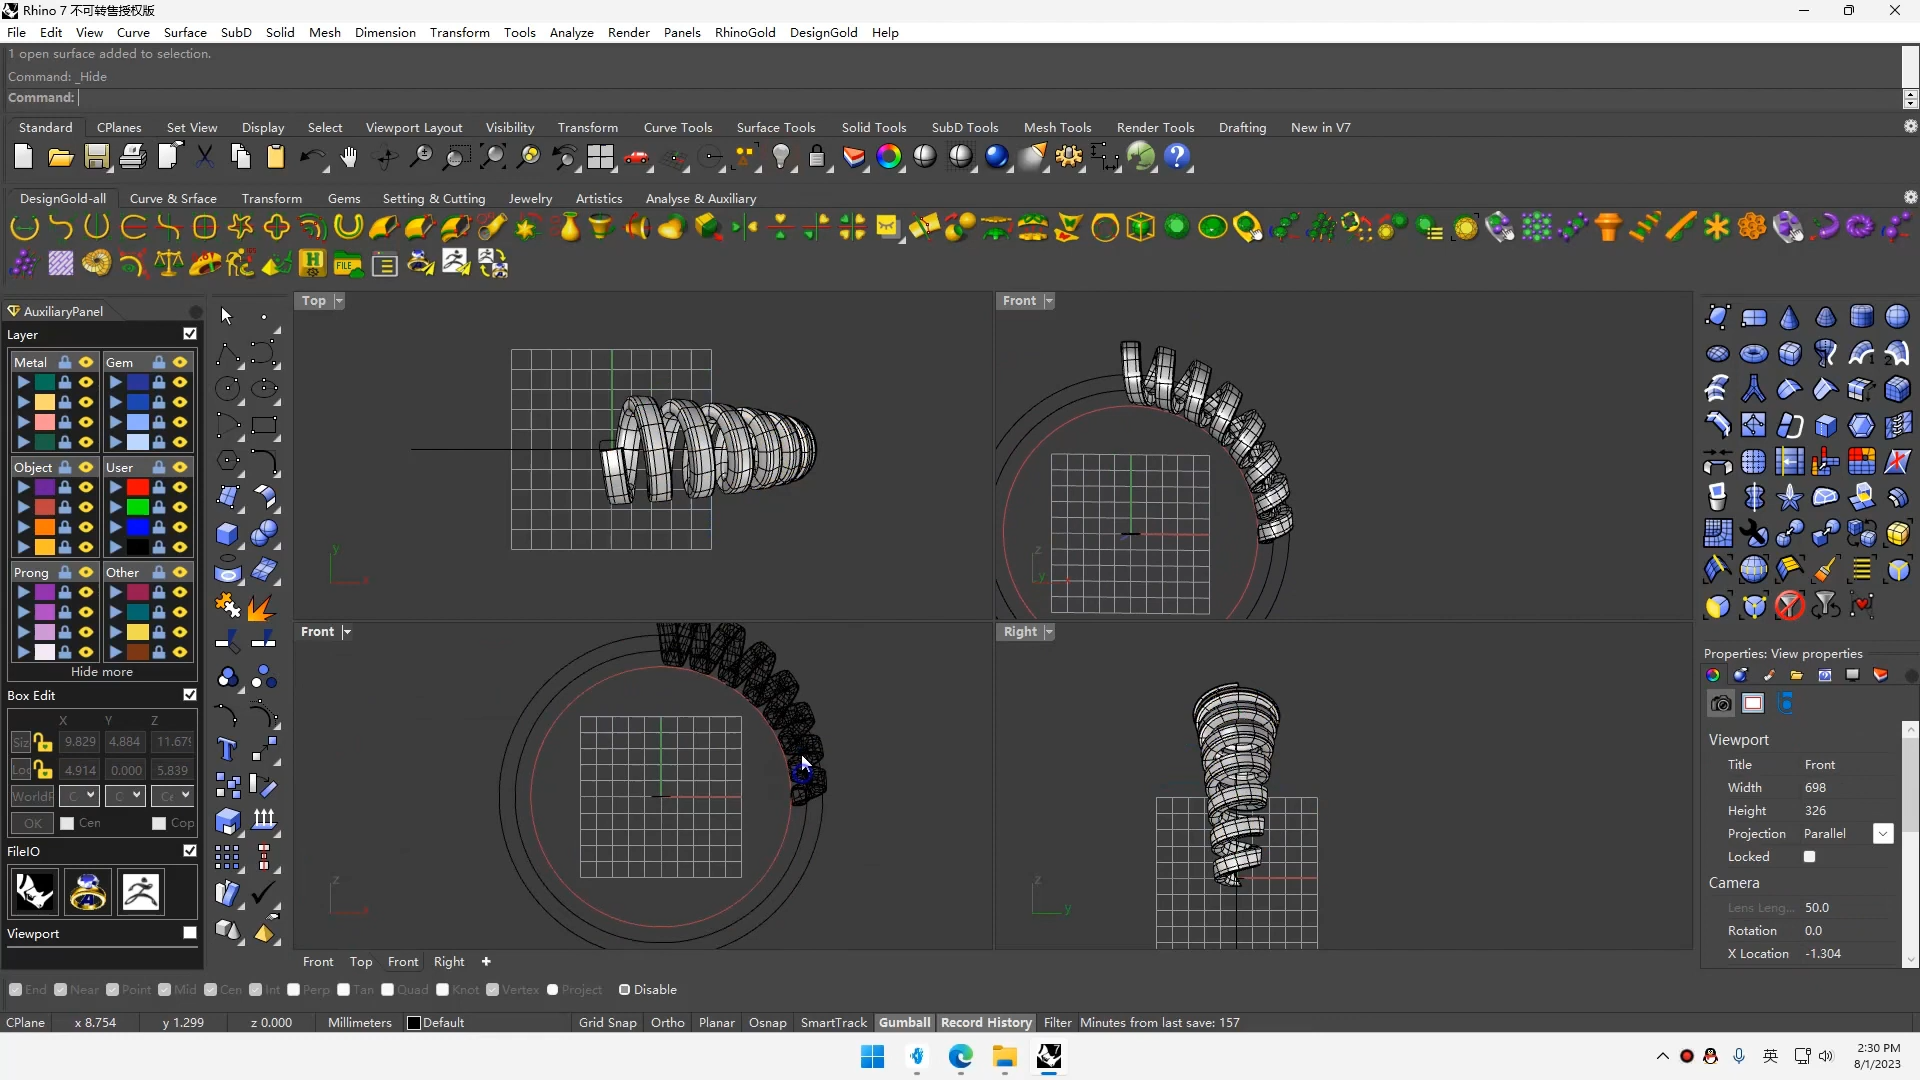 Rhino 7 不可转售授权版
File Edit View Curve Surface SubD Solid Mesh Dimension Transform Tools Analyze Render Panels RhinoGold DesignGold Help
1 open surface added to selection.
Command: _Hide
Command:
Standard CPlanes Set View Display Select Viewport Layout Visibility Transform Curve Tools Surface Tools Solid Tools SubD Tools Mesh Tools Render Tools Drafting New in V7
DesignGold-all Curve & Srface Transform Gems Setting & Cutting Jewelry Artistics Analyse & Auxiliary
FILE
AuxiliaryPanel
Layer
Metal Gem
Object User
Prong Other
Hide more
Box Edit
X Y Z
Siz 9.829 4.884 11.679
Loc 4.914 0.000 5.839
WorldP C C Ce
OK Cen Cop
FileIO
Viewport
Top
y
Front
z
y
Front
z
Right
z
y
Front Top Front Right
Properties: View properties
Viewport
Title Front
Width 698
Height 326
Projection Parallel
Locked
Camera
Lens Leng... 50.0
Rotation 0.0
X Location -1.304
End Near Point Mid Cen Int Perp Tan Quad Knot Vertex Project Disable
CPlane x 8.754 y 1.299 z 0.000 Millimeters Default Grid Snap Ortho Planar Osnap SmartTrack Gumball Record History Filter Minutes from last save: 157
英
2:30 PM
8/1/2023